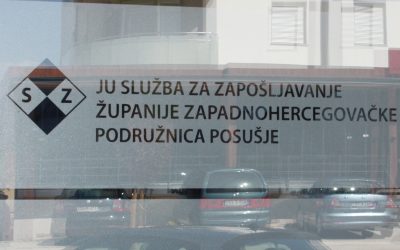 S Z
JU SLUŽBA ZA ZAPOŠLJAVANJE
ŽUPANIJE ZAPADNOHERCEGOVAČKE
PODRUŽNICA POSUŠJE